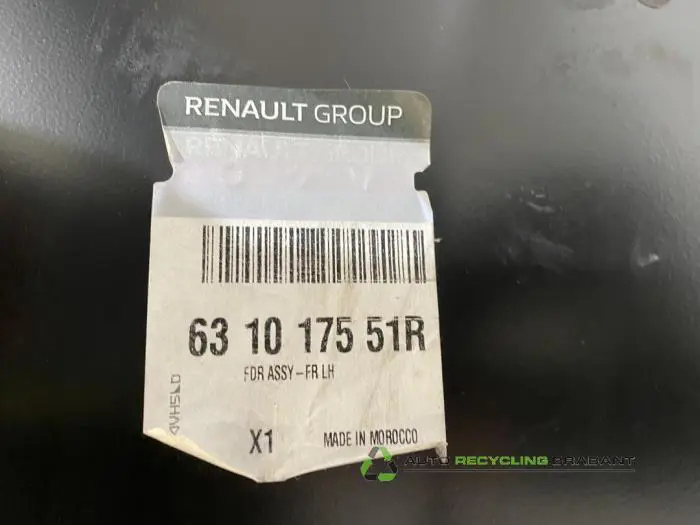 RENAULT GROUP
63 10 175 51R
FDR ASSY-FR LH
X1
MADE IN MOROCCO
AUTO RECYCLING BRABANT